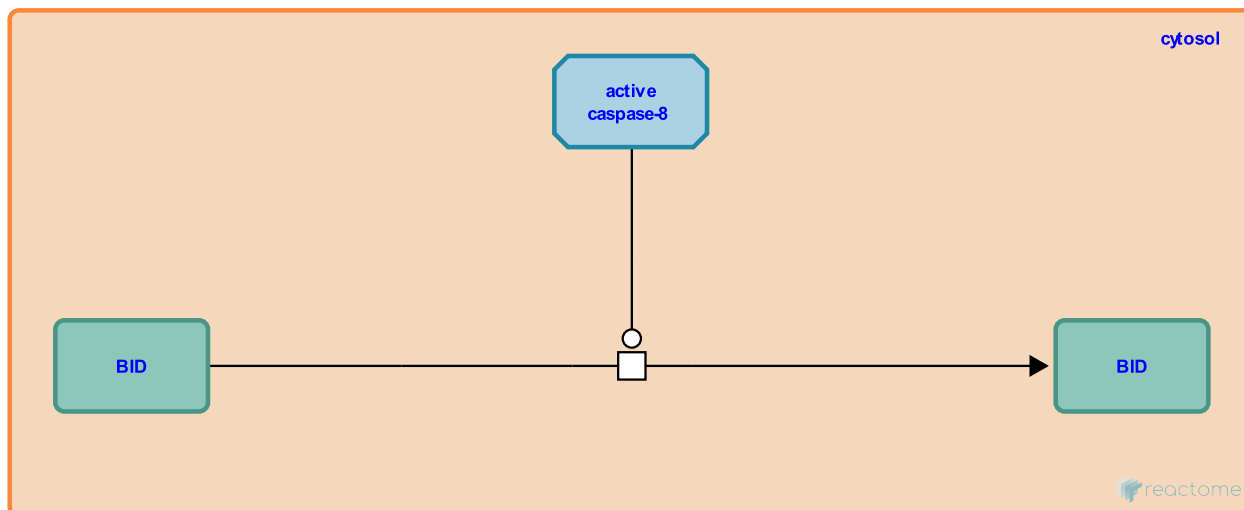 cytosol
active
caspase-8
BID
BID
reactome